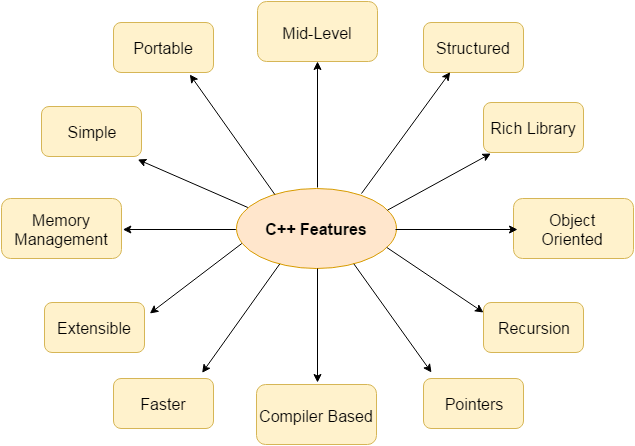 Mid-Level
Portable
Structured
Simple
Rich Library
Memory
Management
C++ Features
Object
Oriented
Extensible
Recursion
Faster
Compiler Based
Pointers